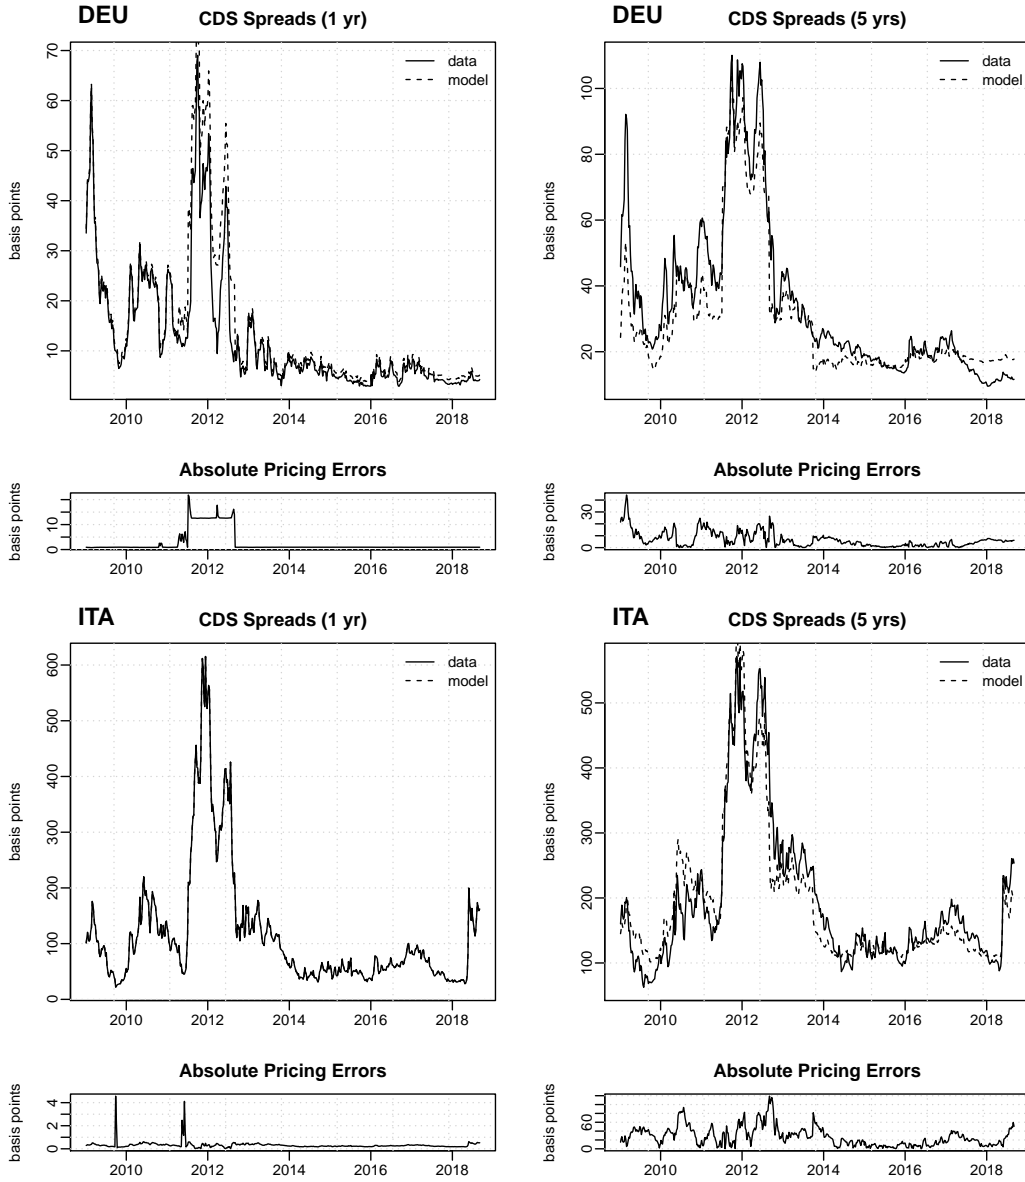 DEU
CDS Spreads (1 yr)
basis points
10 20 30 40 50 60 70
data
model
2010 2012 2014 2016 2018
Absolute Pricing Errors
basis points
0 10
2010 2012 2014 2016 2018
DEU
CDS Spreads (5 yrs)
basis points
20 40 60 80 100
data
model
2010 2012 2014 2016 2018
Absolute Pricing Errors
basis points
0 30
2010 2012 2014 2016 2018
ITA
CDS Spreads (1 yr)
basis points
0 100 200 300 400 500 600
data
model
2010 2012 2014 2016 2018
Absolute Pricing Errors
basis points
0 2 4
2010 2012 2014 2016 2018
ITA
CDS Spreads (5 yrs)
basis points
100 200 300 400 500
data
model
2010 2012 2014 2016 2018
Absolute Pricing Errors
basis points
0 60
2010 2012 2014 2016 2018